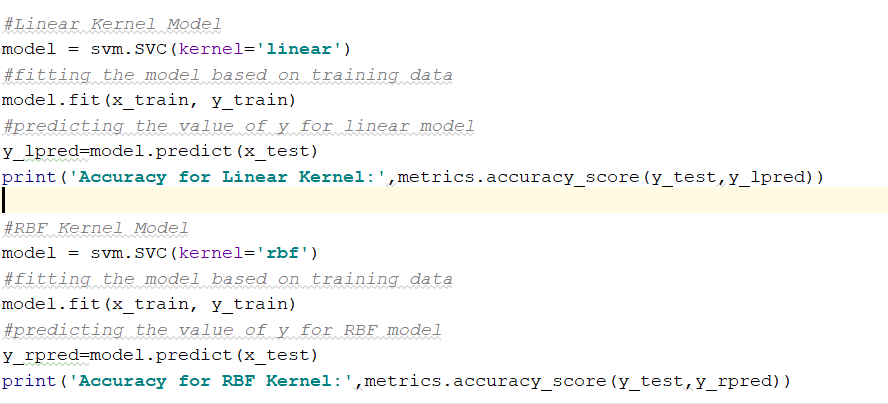 #Linear Kernel Model
model = svm.SVC(kernel='linear')
#fitting the model based on training data
model.fit(x_train, y_train)
#predicting the value of y for linear model
y_lpred=model.predict(x_test)
print('Accuracy for Linear Kernel:',metrics.accuracy_score(y_test,y_lpred))
#RBF Kernel Model
model = svm.SVC(kernel='rbf')
#fitting the model based on training data
model.fit(x_train, y_train)
#predicting the value of y for RBF model
y_rpred=model.predict(x_test)
print('Accuracy for RBF Kernel:',metrics.accuracy_score(y_test,y_rpred))